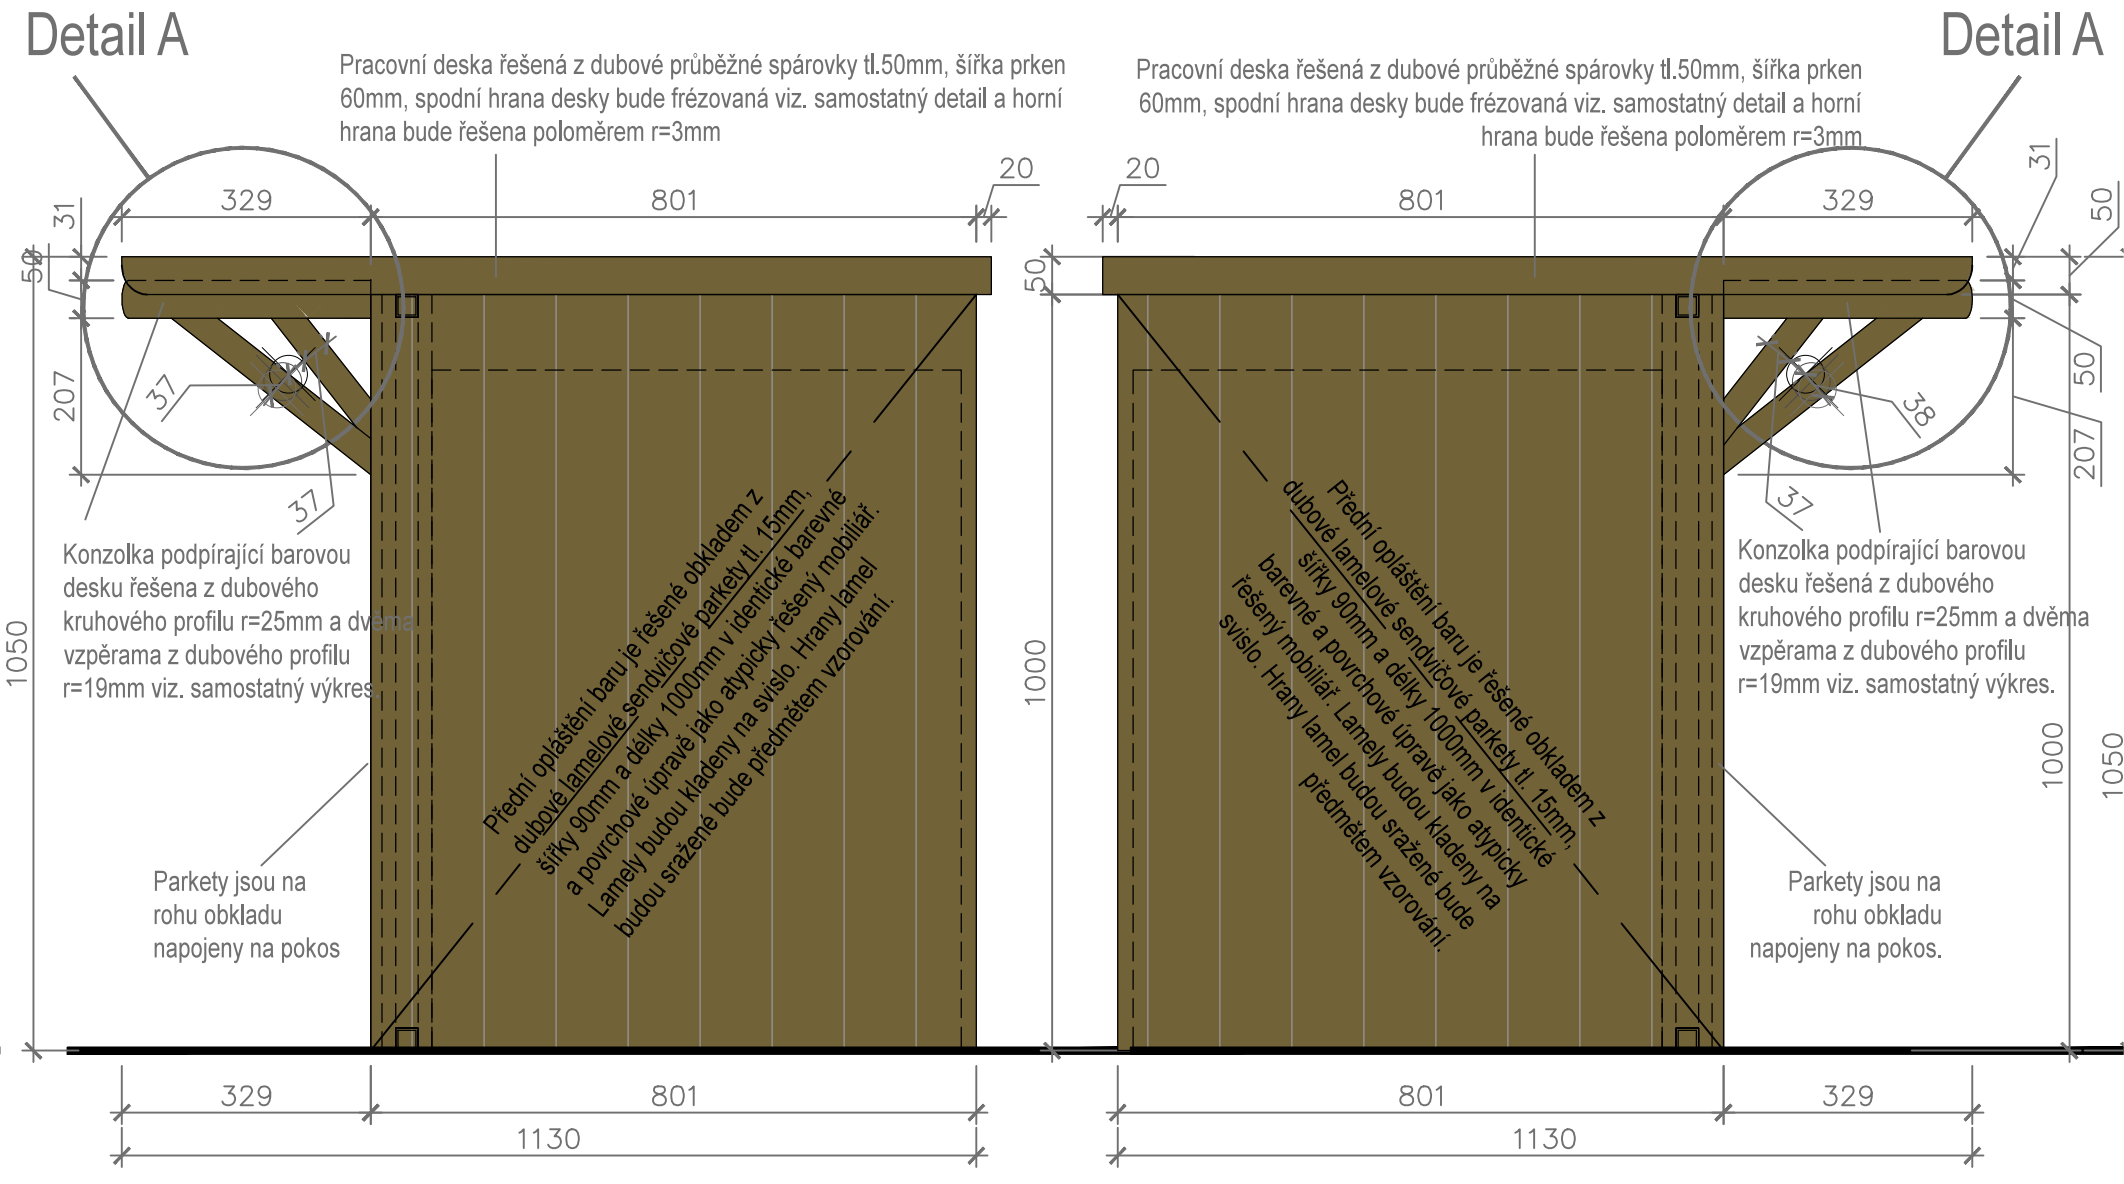 Detail A
Detail A
Pracovní deska řešená z dubové průběžné spárovky tl.50mm, šířka prken
60mm, spodní hrana desky bude frézovaná viz. samostatný detail a horní
hrana bude řešena poloměrem r=3mm
Pracovní deska řešená z dubové průběžné spárovky tl.50mm, šířka prken
60mm, spodní hrana desky bude frézovaná viz. samostatný detail a horní
hrana bude řešena poloměrem r=3mm
329
801
20
20
801
329
31
50
207
37
37
1050
50
1000
31
50
50
207
38
37
1000
1050
Konzolka podpírající barovou
desku řešena z dubového
kruhového profilu r=25mm a dvěma
vzpěrama z dubového profilu
r=19mm viz. samostatný výkres
Přední opláštění baru je řešené obkladem z
dubové lamelové sendvičové parkety tl. 15mm,
šířky 90mm a délky 1000mm v identické barevné
a povrchové úpravě jako atypicky řešený mobiliář.
Lamely budou kladeny na svislo. Hrany lamel
budou sražené bude předmětem vzorování.
Přední opláštění baru je řešené obkladem z
dubové lamelové sendvičové parkety tl. 15mm,
šířky 90mm a délky 1000mm v identické
barevné a povrchové úpravě jako atypicky
řešený mobiliář. Lamely budou kladeny na
svislo. Hrany lamel budou sražené bude
předmětem vzorování.
Konzolka podpírající barovou
desku řešená z dubového
kruhového profilu r=25mm a dvěma
vzpěrama z dubového profilu
r=19mm viz. samostatný výkres.
Parkety jsou na
rohu obkladu
napojeny na pokos
Parkety jsou na
rohu obkladu
napojeny na pokos.
329
801
1130
801
329
1130